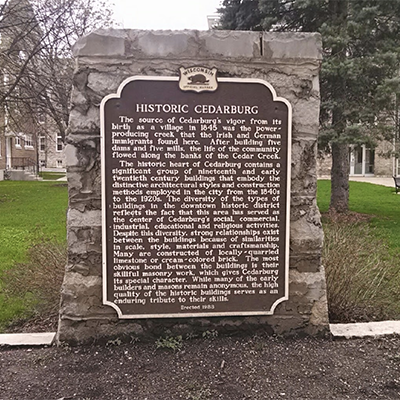 WISCONSIN
OFFICIAL MARKER
HISTORIC CEDARBURG
The source of Cedarburg's vigor from its
birth as a village in 1845 was the power-
producing creek that the Irish and German
immigrants found here. After building five
dams and five mills, the life of the community
flowed along the banks of the Cedar Creek.
The historic heart of Cedarburg contains a
significant group of nineteenth and early
twentieth century buildings that embody the
distinctive architectural styles and construction
methods employed in the city from the 1840s
to the 1920s. The diversity of the types of
buildings in the downtown historic district
reflects the fact that this area has served as
the center of Cedarburg's social, commercial,
industrial, educational and religious activities.
Despite this diversity, strong relationships exist
between the buildings because of similarities
in scale, style, materials and craftsmanship.
Many are constructed of locally-quarried
limestone or cream-colored brick. The most
obvious bond between the buildings is their
skillful masonry work, which gives Cedarburg
its special character. While many of the early
builders and masons remain anonymous, the high
quality of the historic buildings serves as an
enduring tribute to their skills.
Erected 1983